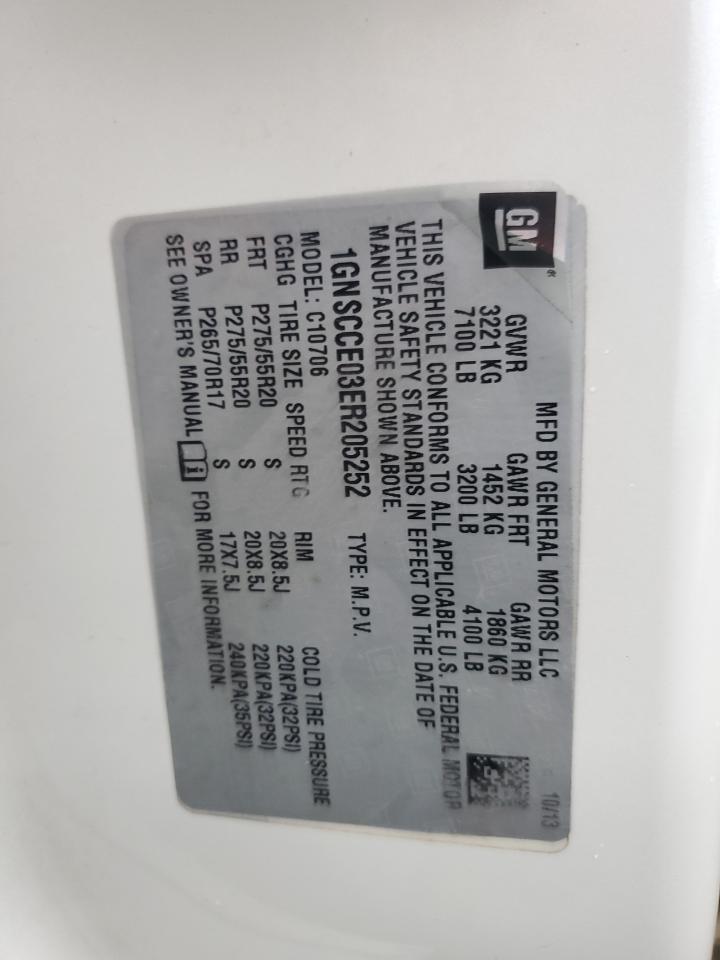 GM®
MFD BY GENERAL MOTORS LLC 10/13
GVWR GAWR FRT GAWR RR
3221 KG 1452 KG 1860 KG
7100 LB 3200 LB 4100 LB
THIS VEHICLE CONFORMS TO ALL APPLICABLE U.S. FEDERAL MOTOR
VEHICLE SAFETY STANDARDS IN EFFECT ON THE DATE OF
MANUFACTURE SHOWN ABOVE.
1GNSCCE03ER205252 TYPE: M.P.V.
MODEL: C10706
CGHG TIRE SIZE SPEED RTG RIM COLD TIRE PRESSURE
FRT P275/55R20 S 20X8.5J 220KPA(32PSI)
RR P275/55R20 S 20X8.5J 220KPA(32PSI)
SPA P265/70R17 S 17X7.5J 240KPA(35PSI)
SEE OWNER'S MANUAL FOR MORE INFORMATION.